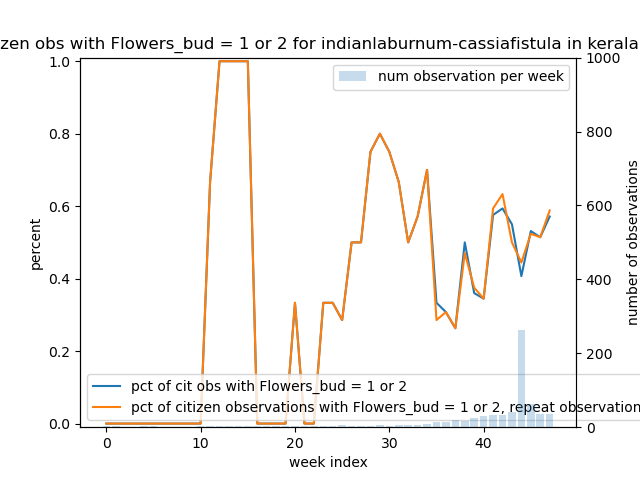 zen obs with Flowers_bud = 1 or 2 for indianlaburnum-cassiafistula in kerala
num observation per week
1.0
0.8
0.6
0.4
0.2
0.0
percent
1000
800
600
400
200
0
number of observations
pct of cit obs with Flowers_bud = 1 or 2
pct of citizen observations with Flowers_bud = 1 or 2, repeat observation
0 10 20 30 40
week index